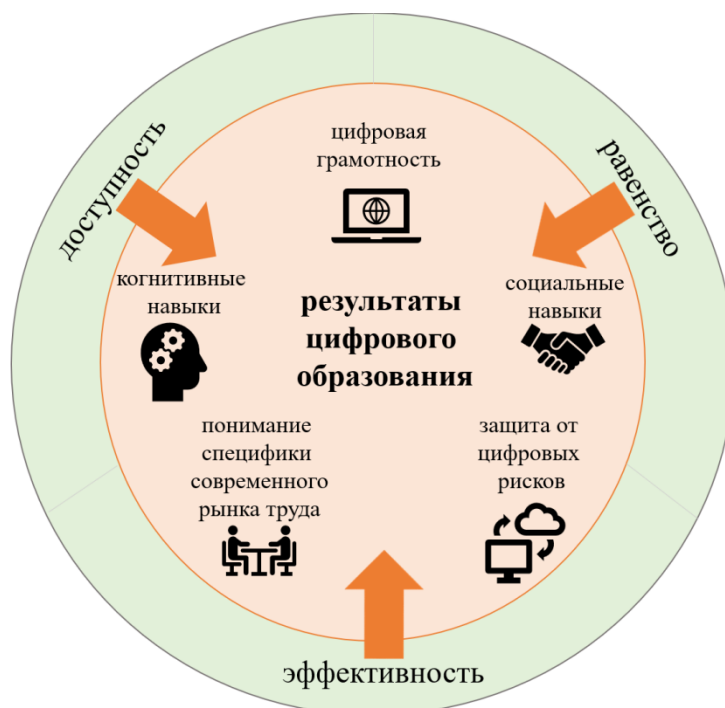 цифровая
грамотность
доступность
равенство
когнитивные
навыки
результаты
цифрового
образования
социальные
навыки
понимание
специфики
современного
рынка труда
защита от
цифровых
рисков
эффективность